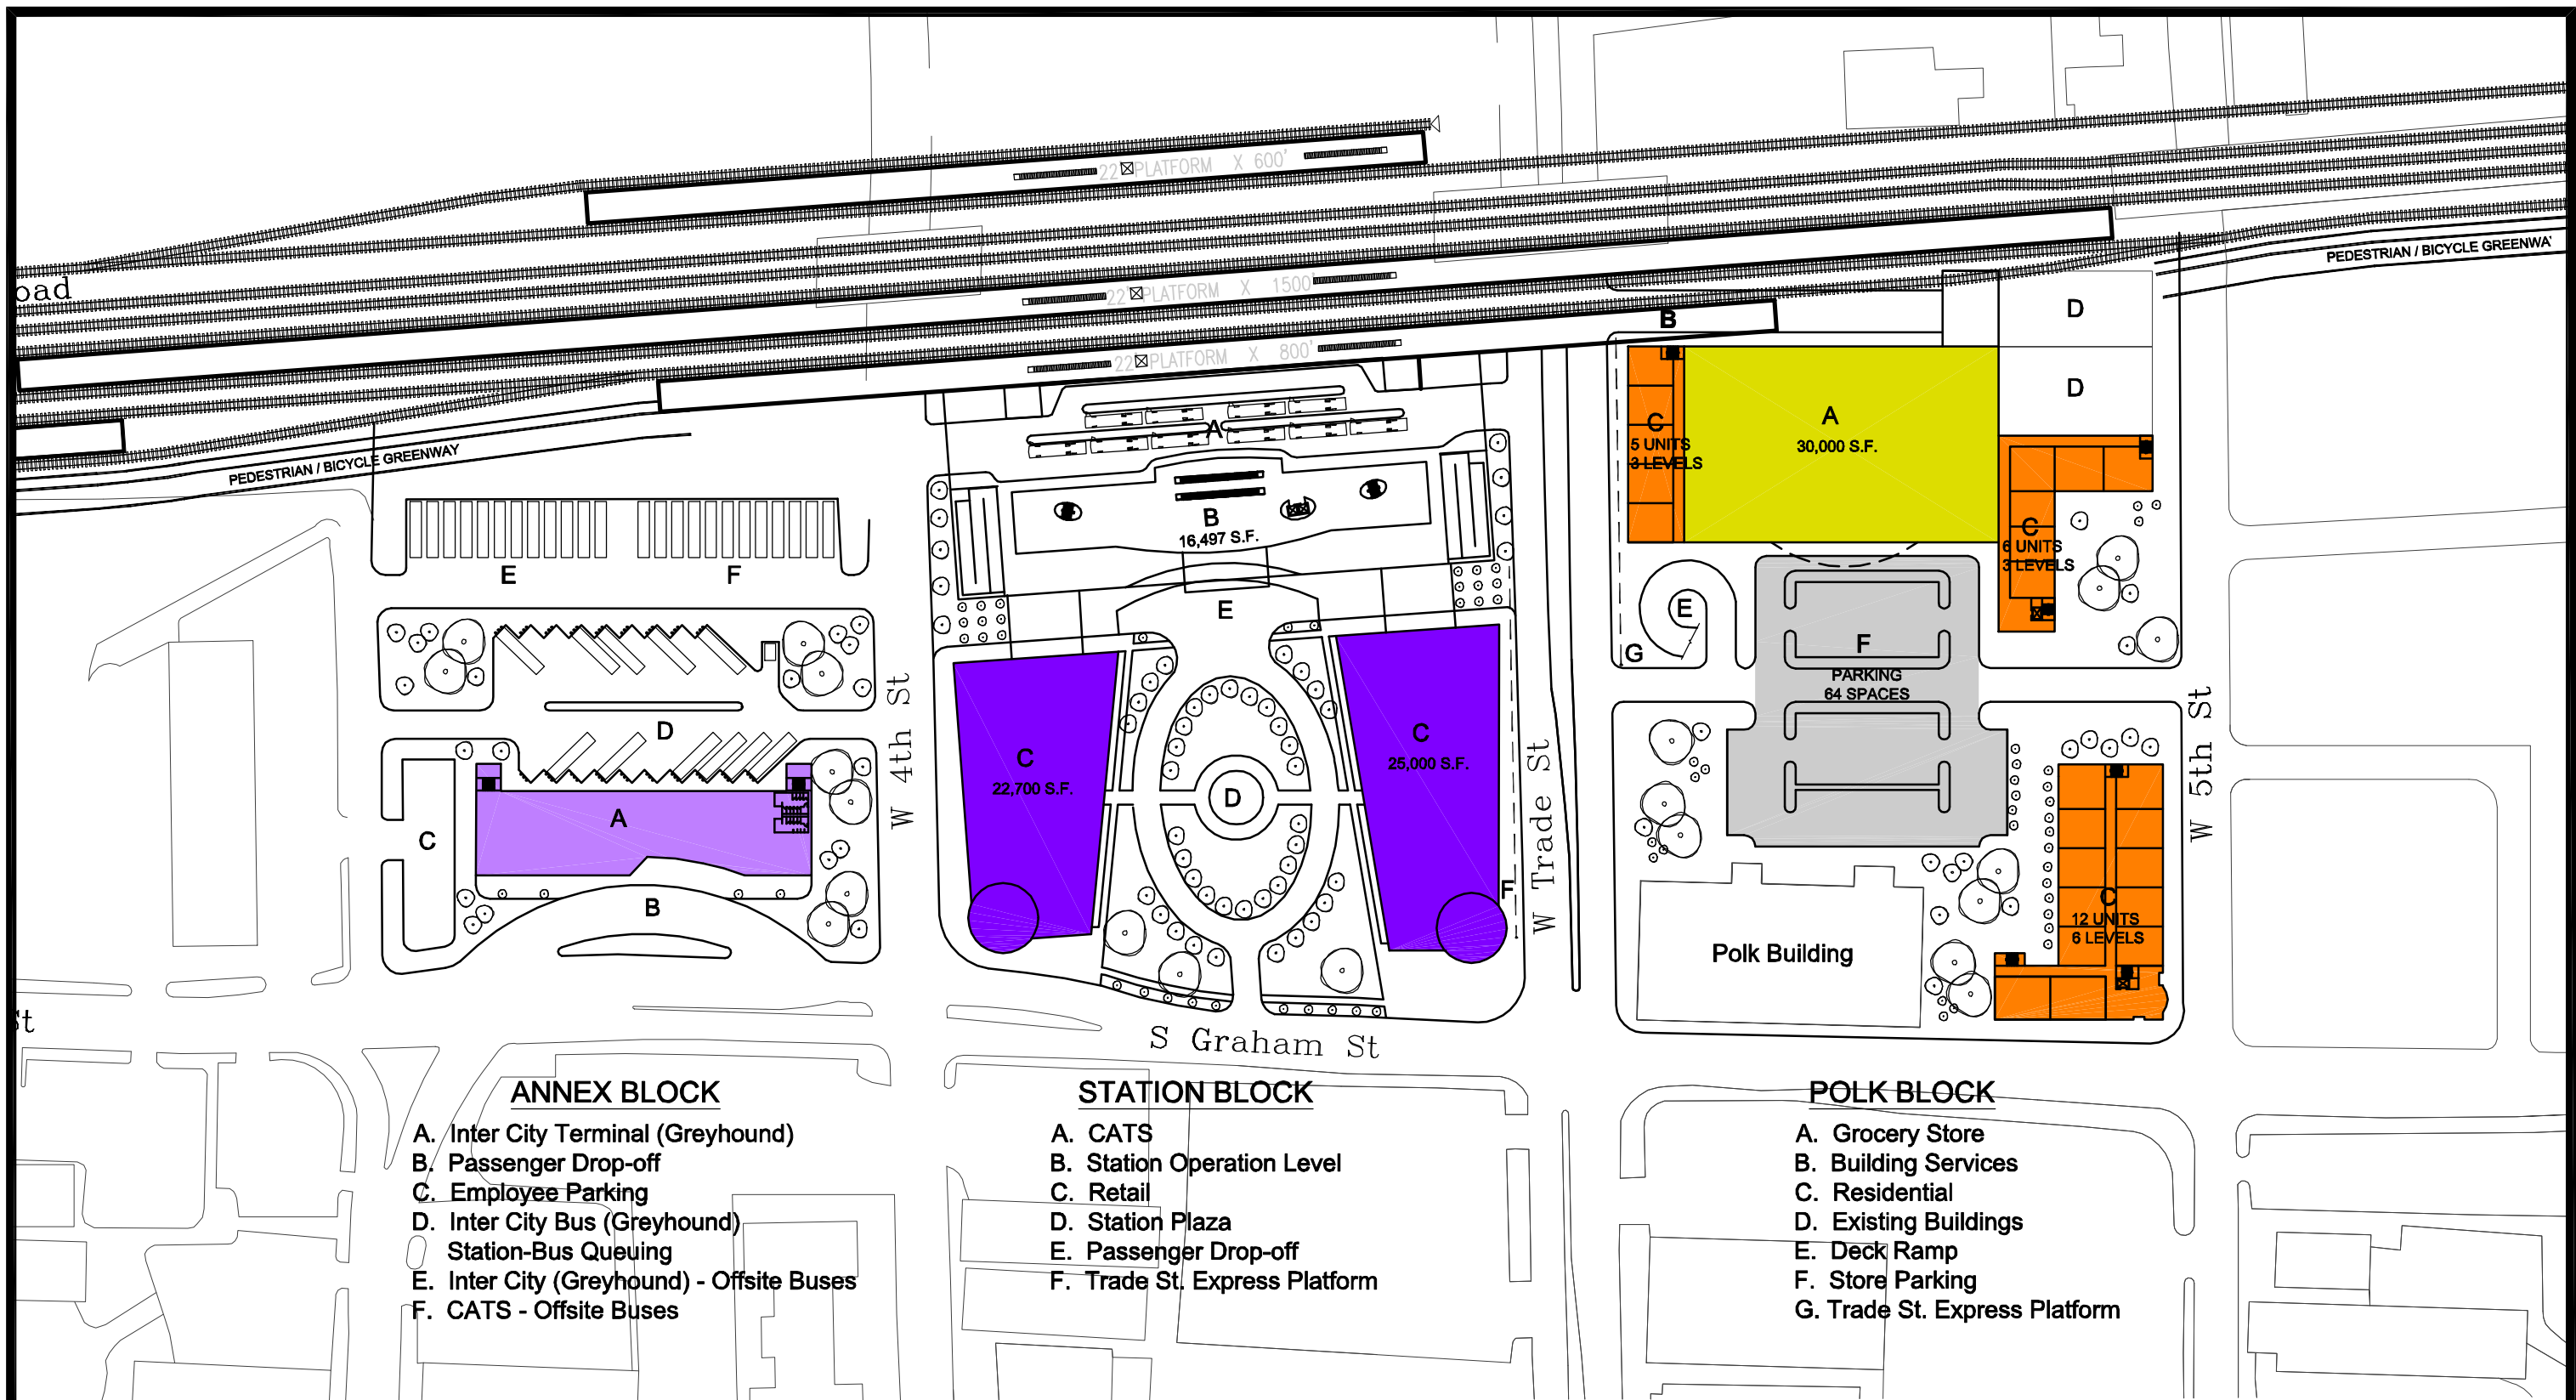 22' PLATFORM X 600'
PEDESTRIAN / BICYCLE GREENWA
oad
22' PLATFORM X 1500'
22' PLATFORM X 800'
PEDESTRIAN / BICYCLE GREENWAY
E
F
D
A
C
B
W 4th St
A
B
16,497 S.F.
E
C
22,700 S.F.
C
25,000 S.F.
D
F
W Trade St
B
C
5 UNITS
3 LEVELS
A
30,000 S.F.
D
D
C
6 UNITS
3 LEVELS
E
G
F
PARKING
64 SPACES
W 5th St
C
12 UNITS
6 LEVELS
Polk Building
St
S Graham St
ANNEX BLOCK
A. Inter City Terminal (Greyhound)
B. Passenger Drop-off
C. Employee Parking
D. Inter City Bus (Greyhound)
Station-Bus Queuing
E. Inter City (Greyhound) - Offsite Buses
F. CATS - Offsite Buses
STATION BLOCK
A. CATS
B. Station Operation Level
C. Retail
D. Station Plaza
E. Passenger Drop-off
F. Trade St. Express Platform
POLK BLOCK
A. Grocery Store
B. Building Services
C. Residential
D. Existing Buildings
E. Deck Ramp
F. Store Parking
G. Trade St. Express Platform